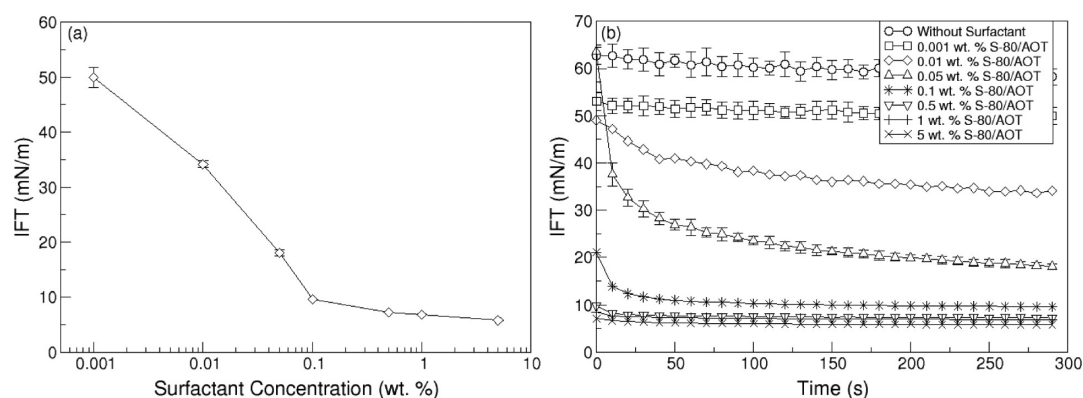 (a)
60
50
40
30
20
10
0
IFT (mN/m)
0.001 0.01 0.1 1 10
Surfactant Concentration (wt. %)
(b)
70
60
50
40
30
20
10
0
IFT (mN/m)
Without Surfactant
0.001 wt. % S-80/AOT
0.01 wt. % S-80/AOT
0.05 wt. % S-80/AOT
0.1 wt. % S-80/AOT
0.5 wt. % S-80/AOT
1 wt. % S-80/AOT
5 wt. % S-80/AOT
0 50 100 150 200 250 300
Time (s)